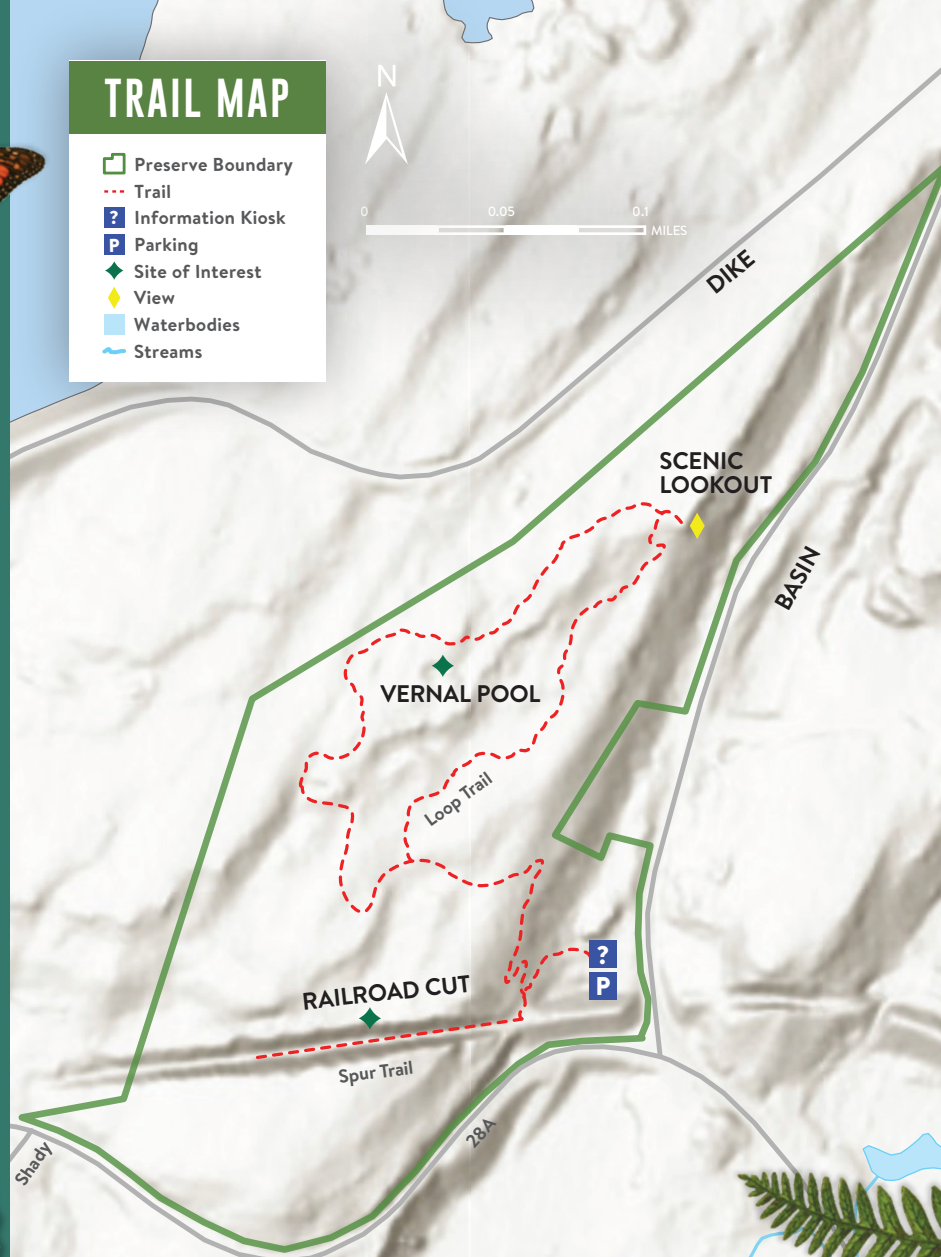 TRAIL MAP
Preserve Boundary
Trail
? Information Kiosk
P Parking
Site of Interest
View
Waterbodies
Streams
N
0 0.05 0.1
MILES
DIKE
SCENIC
LOOKOUT
BASIN
VERNAL POOL
Loop Trail
?
P
RAILROAD CUT
Spur Trail
28A
Shady